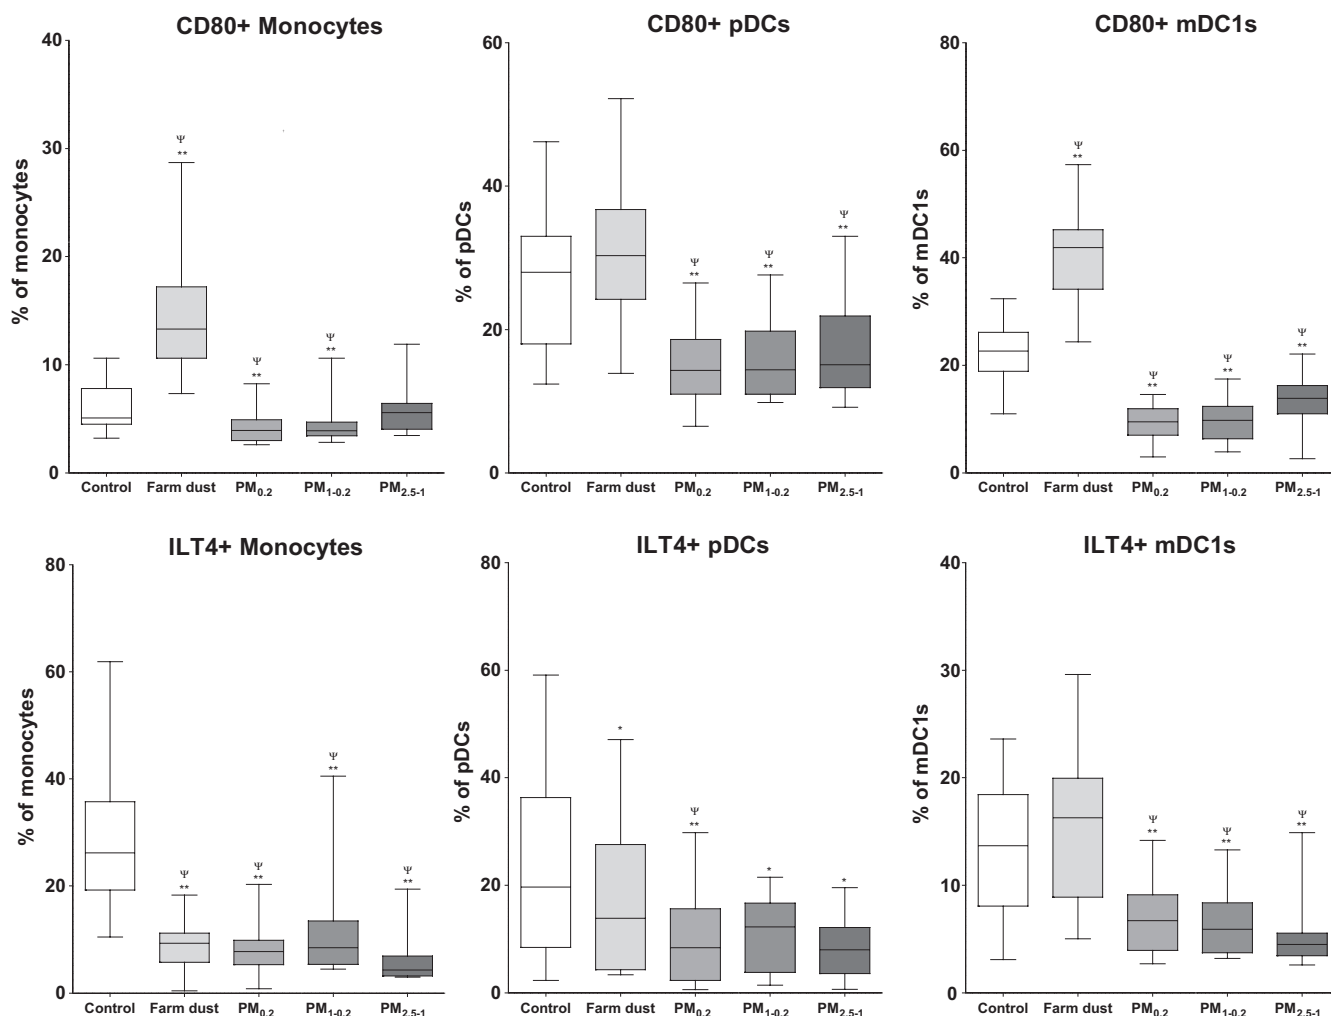 CD80+ Monocytes
% of monocytes
40
30
20
10
0
Ψ
**
Ψ
**
Ψ
**
Control Farm dust PM0.2 PM1-0.2 PM2.5-1
CD80+ pDCs
% of pDCs
60
40
20
0
Ψ
**
Ψ
**
Ψ
**
Control Farm dust PM0.2 PM1-0.2 PM2.5-1
CD80+ mDC1s
% of mDC1s
80
60
40
20
0
Ψ
**
Ψ
**
Ψ
**
Ψ
**
Control Farm dust PM0.2 PM1-0.2 PM2.5-1
ILT4+ Monocytes
% of monocytes
80
60
40
20
0
Ψ
**
Ψ
**
Ψ
**
Ψ
**
Control Farm dust PM0.2 PM1-0.2 PM2.5-1
ILT4+ pDCs
% of pDCs
80
60
40
20
0
*
Ψ
**
*
*
Control Farm dust PM0.2 PM1-0.2 PM2.5-1
ILT4+ mDC1s
% of mDC1s
40
30
20
10
0
Ψ
**
Ψ
**
Ψ
**
Control Farm dust PM0.2 PM1-0.2 PM2.5-1